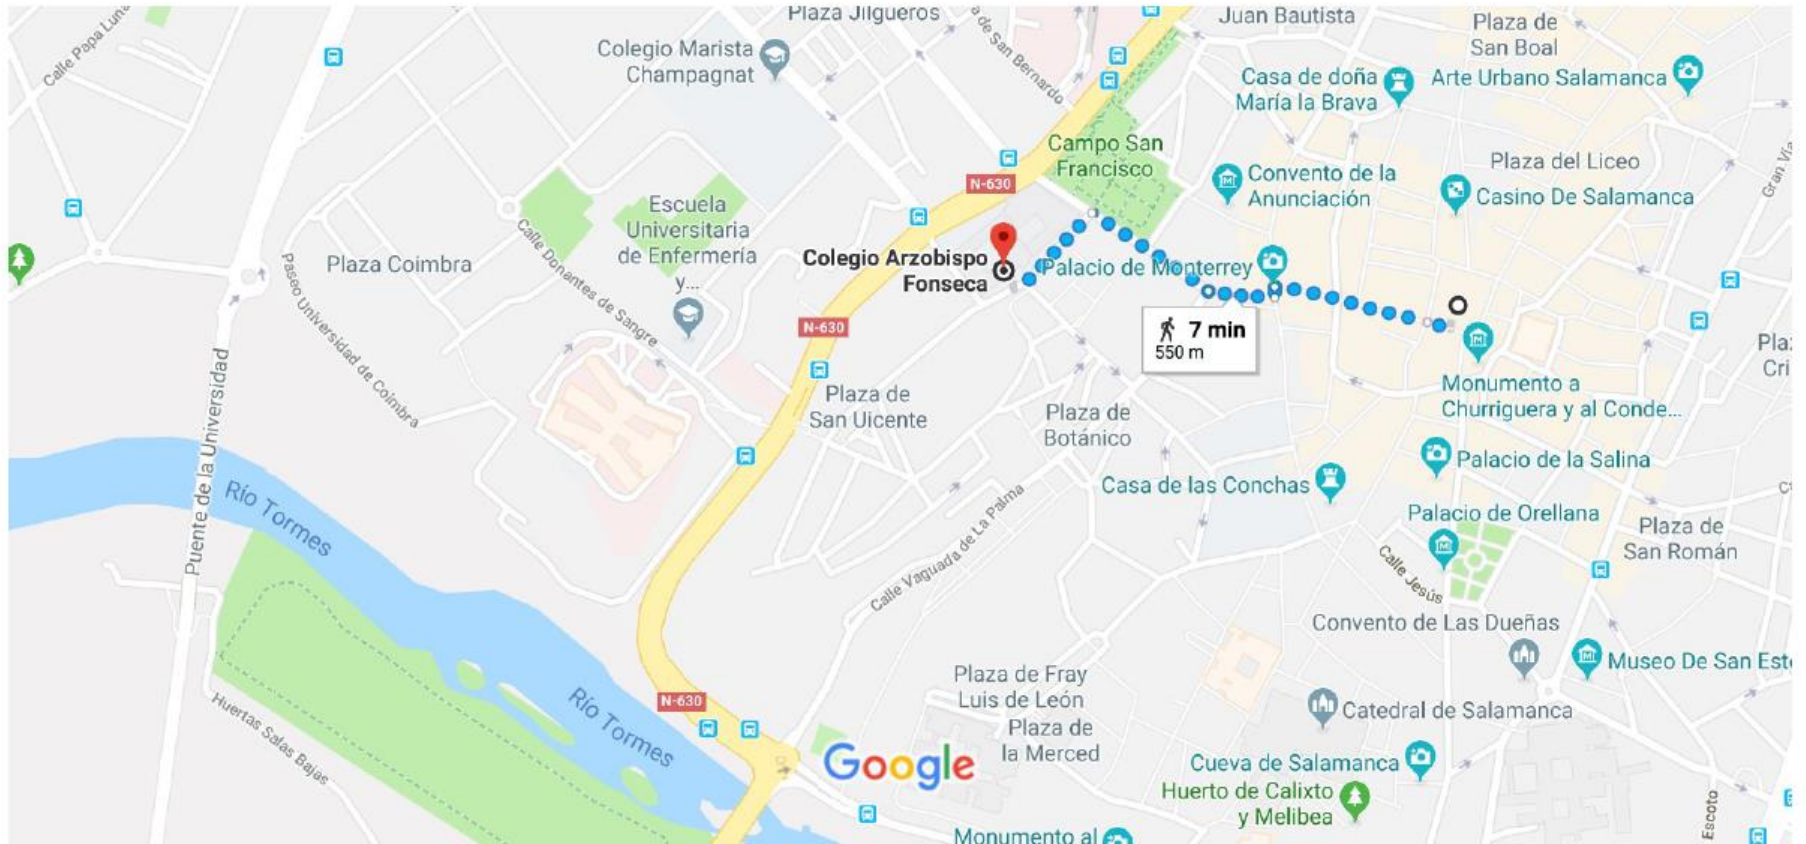 Plaza Jilgueros
Calle Papa Luna
Colegio Marista
Champagnat
a de San Bernardo
Juan Bautista
Plaza de
San Boal
Casa de doña
María la Brava
Arte Urbano Salamanca
Campo San
Francisco
Plaza del Liceo
Gran Vía
N-630
Convento de la
Anunciación
Casino De Salamanca
Escuela
Universitaria
de Enfermería
y...
Plaza Coimbra
Calle Donantes de Sangre
Paseo Universidad de Coimbra
Colegio Arzobispo
Fonseca
Palacio de Monterrey
7 min
550 m
N-630
Plaza de
San Uicente
Plaza de
Botánico
Monumento a
Churriguera y al Conde...
Pla
Cri
Puente de la Universidad
Río Tormes
Casa de las Conchas
Palacio de la Salina
Palacio de Orellana
Plaza de
San Román
Calle Vaguada de La Palma
Calle Jesús
Convento de Las Dueñas
Museo De San Est
Plaza de Fray
Luis de León
Plaza de
la Merced
Catedral de Salamanca
N-630
Río Tormes
Huertas Salas Bajas
Google
Cueva de Salamanca
Huerto de Calixto
y Melibea
Monumento al
Escoto